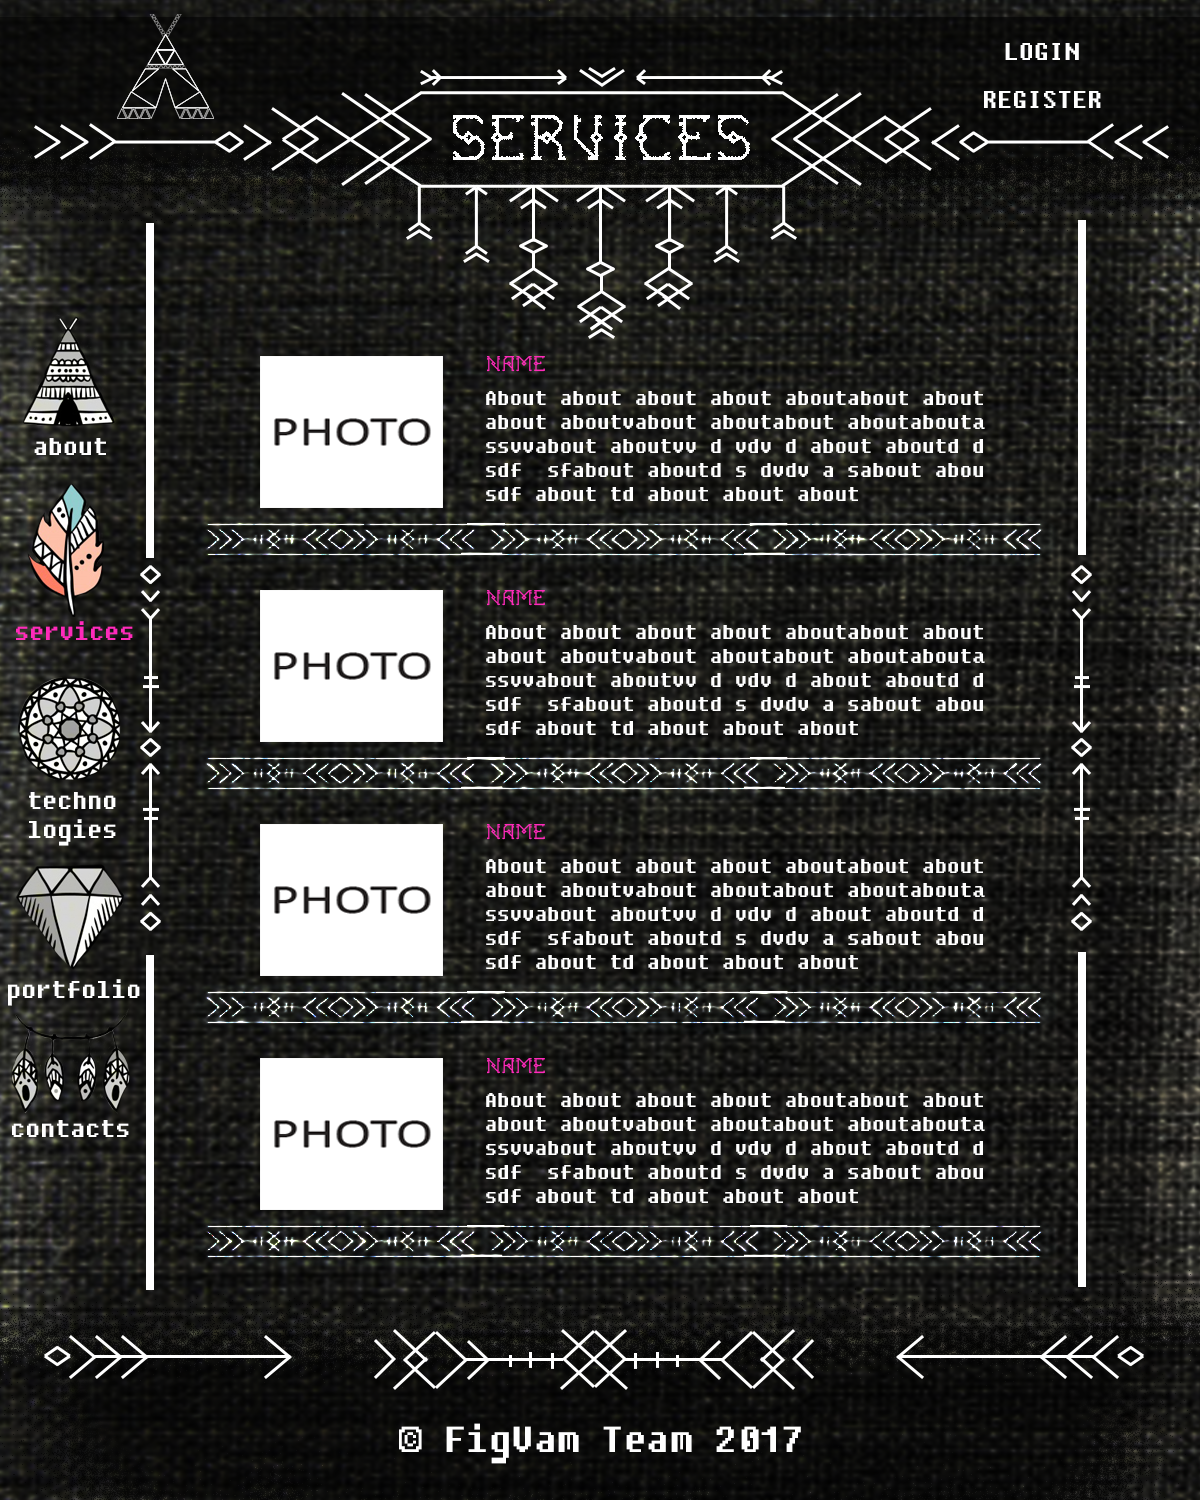 LOGIN
REGISTER
SERVICES
about
services
techno
logies
portfolio
contacts
PHOTO
NAME
About about about about aboutabout about
about aboutvabout aboutabout aboutabouta
ssvvabout aboutvv d vdv d about aboutd d
sdf  sfabout aboutd s dvdv a sabout abou
sdf about td about about about
PHOTO
NAME
About about about about aboutabout about
about aboutvabout aboutabout aboutabouta
ssvvabout aboutvv d vdv d about aboutd d
sdf  sfabout aboutd s dvdv a sabout abou
sdf about td about about about
PHOTO
NAME
About about about about aboutabout about
about aboutvabout aboutabout aboutabouta
ssvvabout aboutvv d vdv d about aboutd d
sdf  sfabout aboutd s dvdv a sabout abou
sdf about td about about about
PHOTO
NAME
About about about about aboutabout about
about aboutvabout aboutabout aboutabouta
ssvvabout aboutvv d vdv d about aboutd d
sdf  sfabout aboutd s dvdv a sabout abou
sdf about td about about about
© FigVam Team 2017